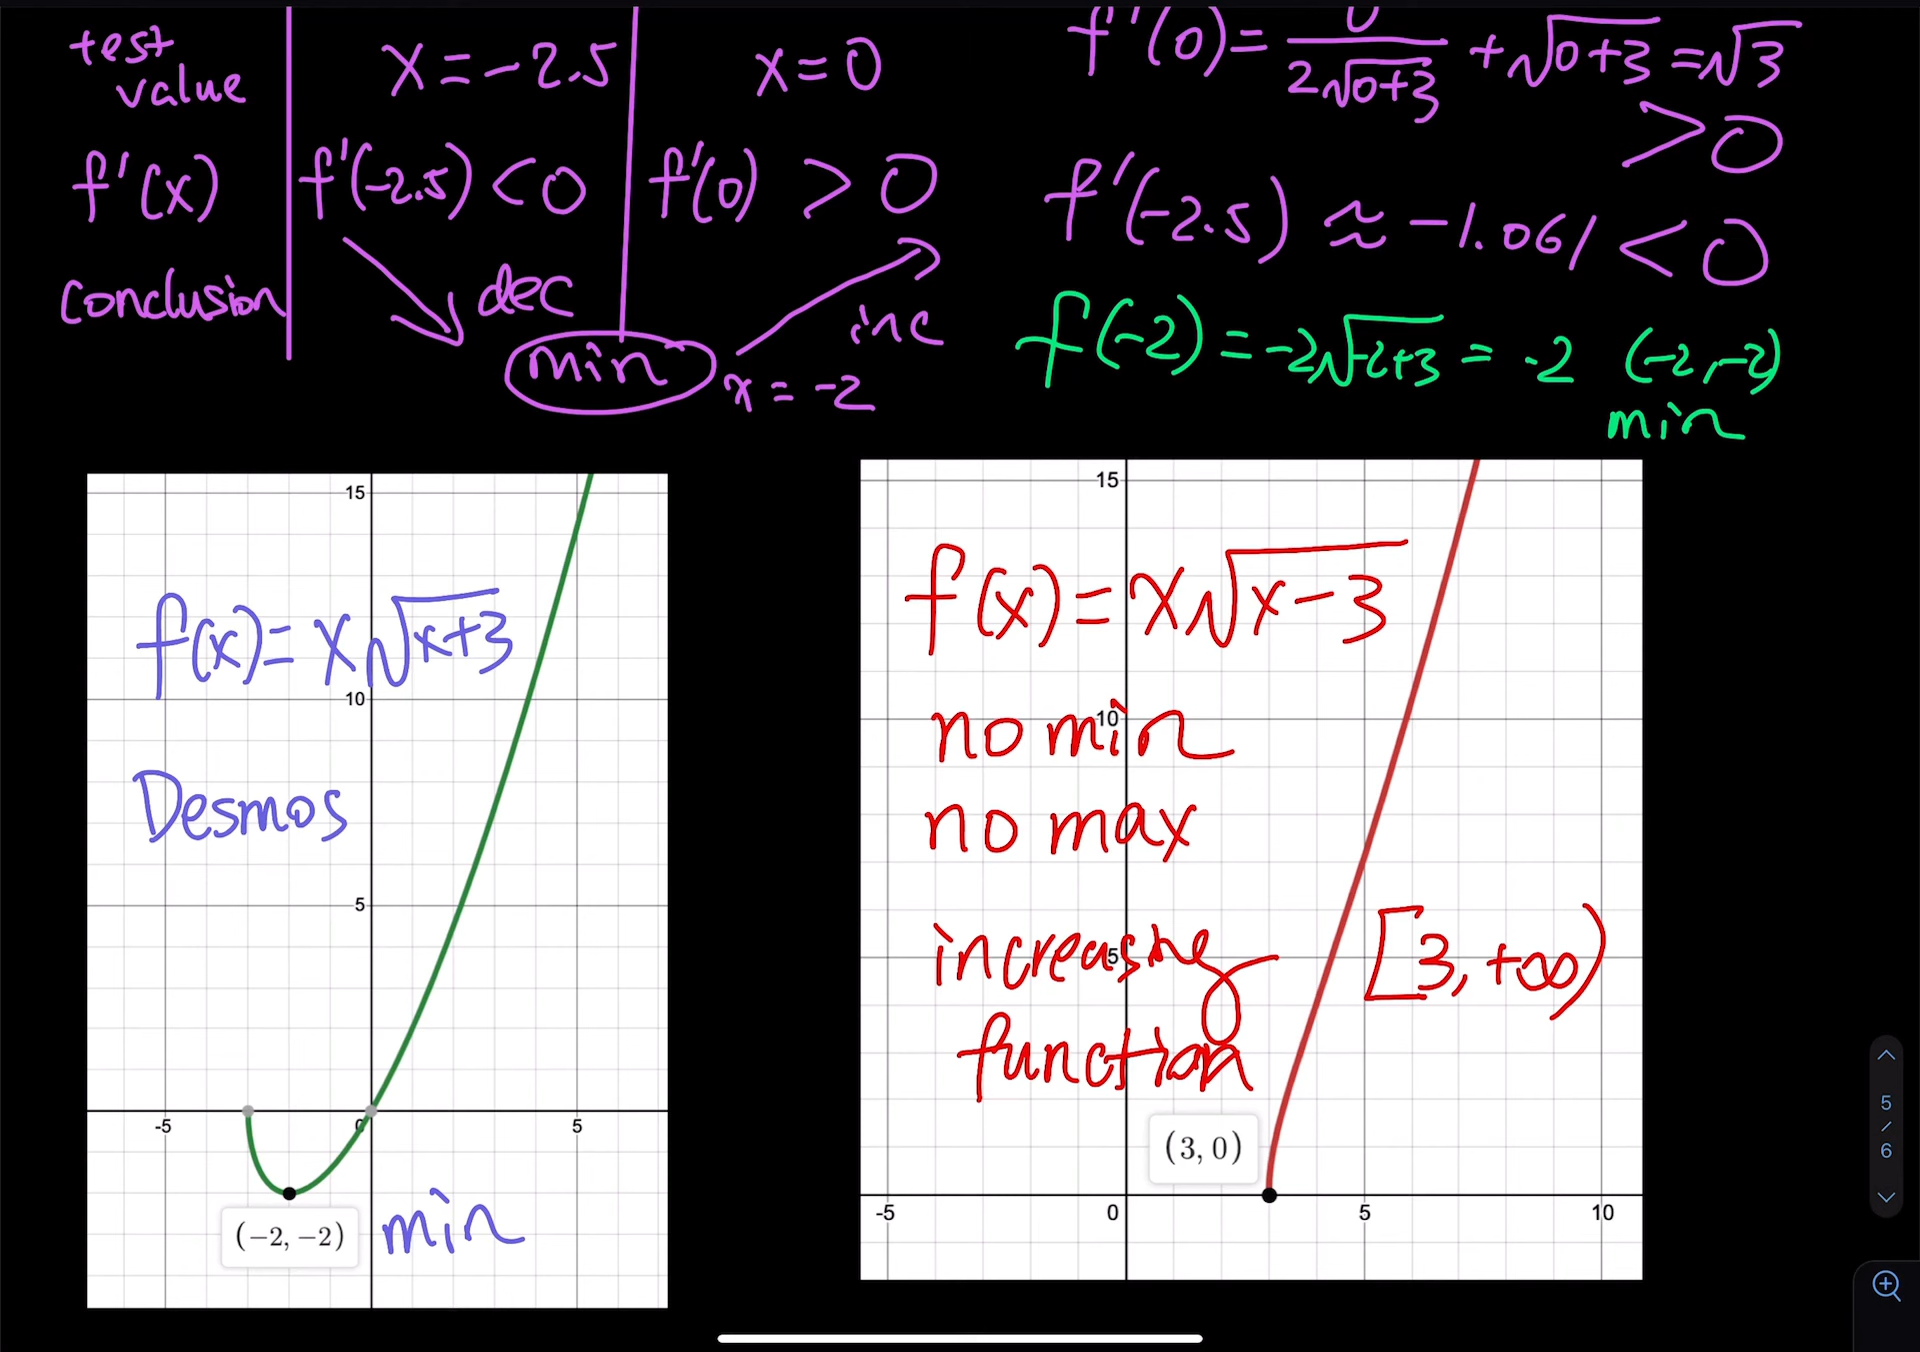 test value | x = -2.5 | x = 0
f'(x) | f'(-2.5) < 0 | f'(0) > 0
conclusion | dec | inc
min x = -2
f'(0) = 0/(2√(0+3)) + √(0+3) = √3 > 0
f'(-2.5) ≈ -1.061 < 0
f(-2) = -2√(-2+3) = -2 (-2,-2)
min
15
f(x) = x√(x+3)
10
Desmos
5
-5 0 5
(−2, −2) min
15
f(x) = x√(x-3)
10
no min
no max
5
increasing [3, +∞)
function
(3, 0)
-5 0 5 10
5
/
6